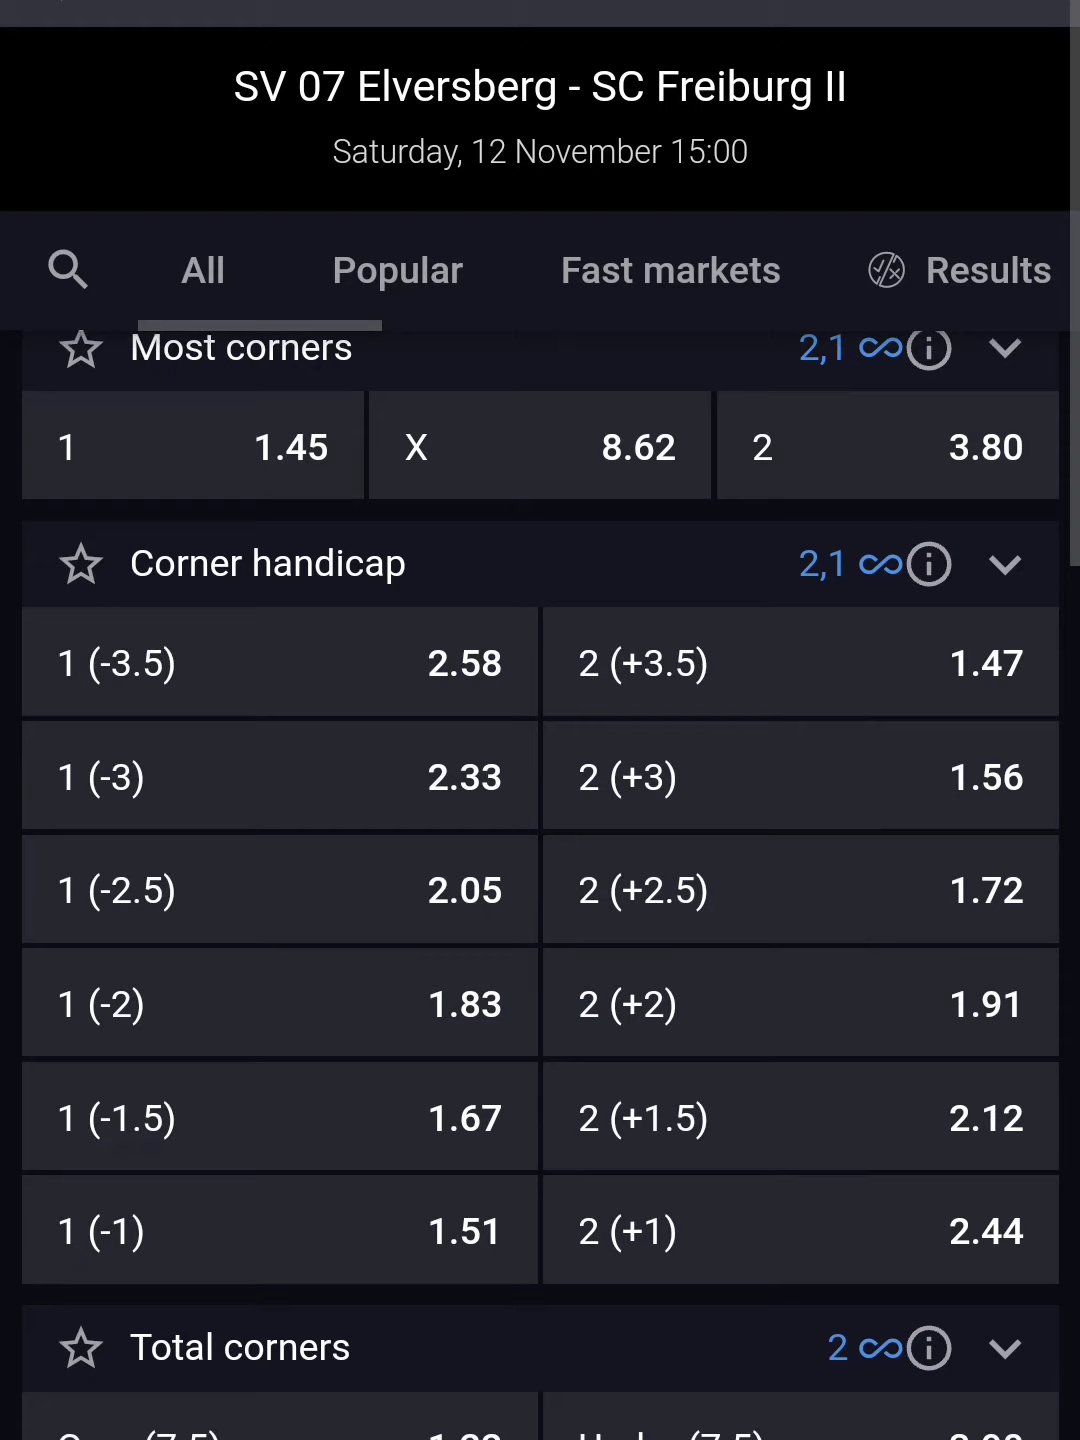 SV 07 Elversberg - SC Freiburg II
Saturday, 12 November 15:00
All Popular Fast markets Results
Most corners 2,1
1 1.45 X 8.62 2 3.80
Corner handicap 2,1
1 (-3.5) 2.58 2 (+3.5) 1.47
1 (-3) 2.33 2 (+3) 1.56
1 (-2.5) 2.05 2 (+2.5) 1.72
1 (-2) 1.83 2 (+2) 1.91
1 (-1.5) 1.67 2 (+1.5) 2.12
1 (-1) 1.51 2 (+1) 2.44
Total corners 2